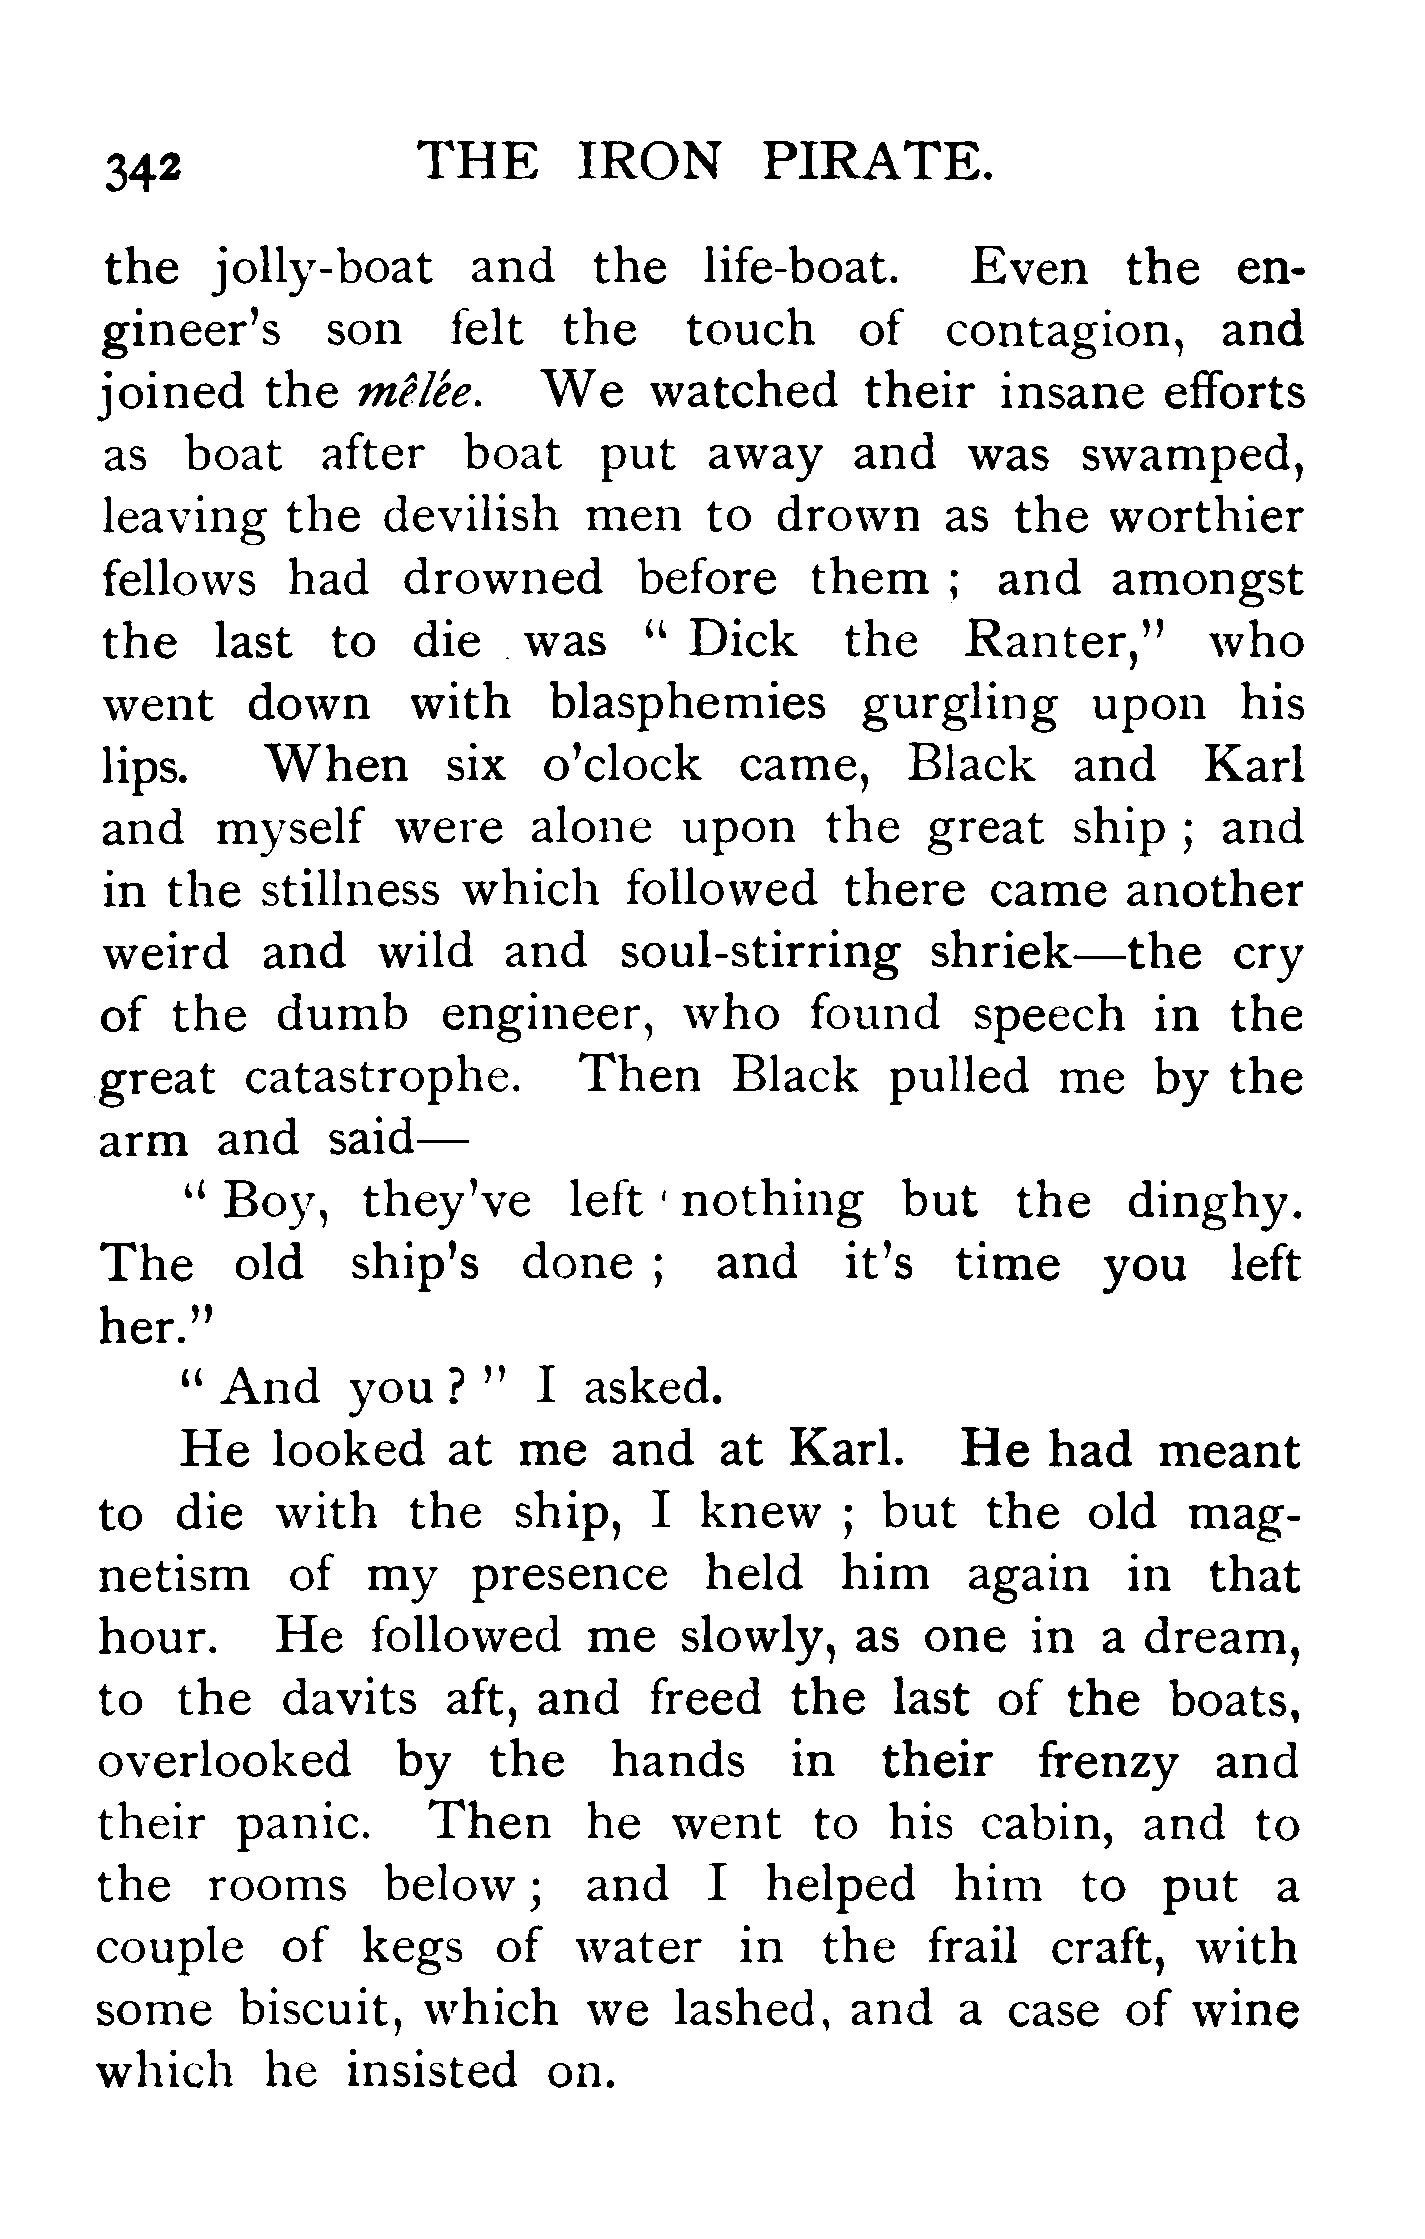 342 THE IRON PIRATE.
the jolly-boat and the life-boat. Even the en-
gineer's son felt the touch of contagion, and
joined the mêlée. We watched their insane efforts
as boat after boat put away and was swamped,
leaving the devilish men to drown as the worthier
fellows had drowned before them ; and amongst
the last to die was “ Dick the Ranter,” who
went down with blasphemies gurgling upon his
lips. When six o'clock came, Black and Karl
and myself were alone upon the great ship ; and
in the stillness which followed there came another
weird and wild and soul-stirring shriek—the cry
of the dumb engineer, who found speech in the
great catastrophe. Then Black pulled me by the
arm and said—
“ Boy, they've left nothing but the dinghy.
The old ship's done ; and it's time you left
her.”
“ And you ? ” I asked.
He looked at me and at Karl. He had meant
to die with the ship, I knew ; but the old mag-
netism of my presence held him again in that
hour. He followed me slowly, as one in a dream,
to the davits aft, and freed the last of the boats,
overlooked by the hands in their frenzy and
their panic. Then he went to his cabin, and to
the rooms below ; and I helped him to put a
couple of kegs of water in the frail craft, with
some biscuit, which we lashed, and a case of wine
which he insisted on.